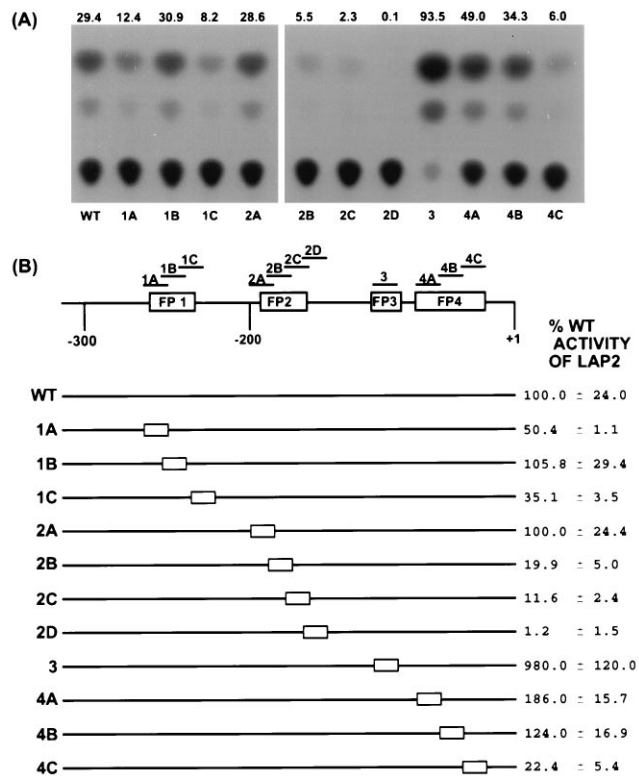 (A)
29.4 12.4 30.9 8.2 28.6 5.5 2.3 0.1 93.5 49.0 34.3 6.0
WT 1A 1B 1C 2A 2B 2C 2D 3 4A 4B 4C
(B)
1A 1B 1C 2A 2B 2C 2D 3 4A 4B 4C
FP 1 FP2 FP3 FP4
-300 -200 +1
% WT
ACTIVITY
OF LAP2
WT 100.0 ± 24.0
1A 50.4 ± 1.1
1B 105.8 ± 29.4
1C 35.1 ± 3.5
2A 100.0 ± 24.4
2B 19.9 ± 5.0
2C 11.6 ± 2.4
2D 1.2 ± 1.5
3 980.0 ± 120.0
4A 186.0 ± 15.7
4B 124.0 ± 16.9
4C 22.4 ± 5.4